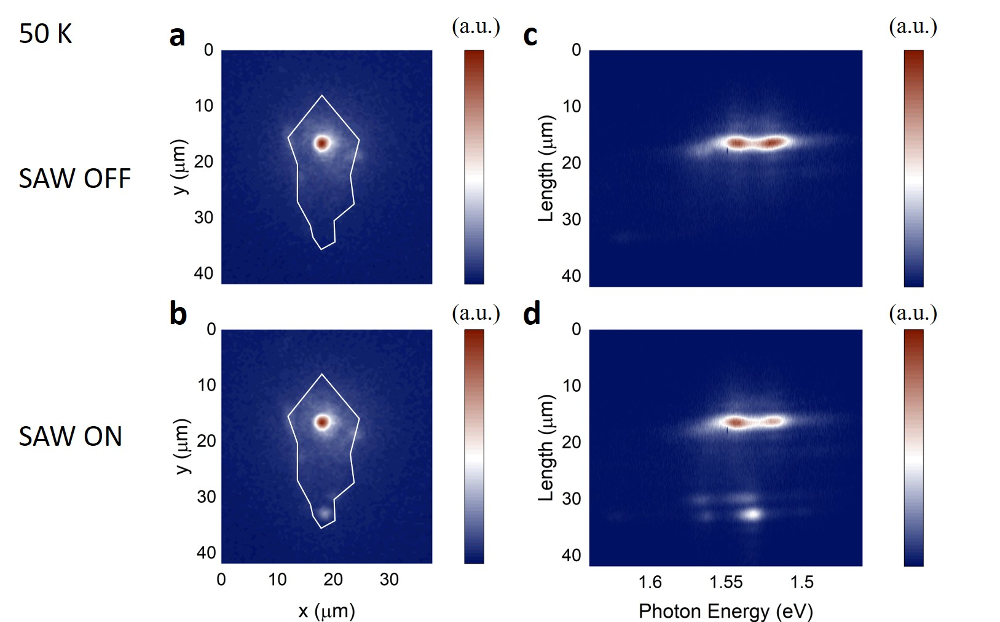 50 K
SAW OFF
SAW ON
a
(a.u.)
0
10
20
30
40
y (μm)
c
(a.u.)
0
10
20
30
40
Length (μm)
b
(a.u.)
0
10
20
30
40
y (μm)
0 10 20 30
x (μm)
d
(a.u.)
0
10
20
30
40
Length (μm)
1.6 1.55 1.5
Photon Energy (eV)